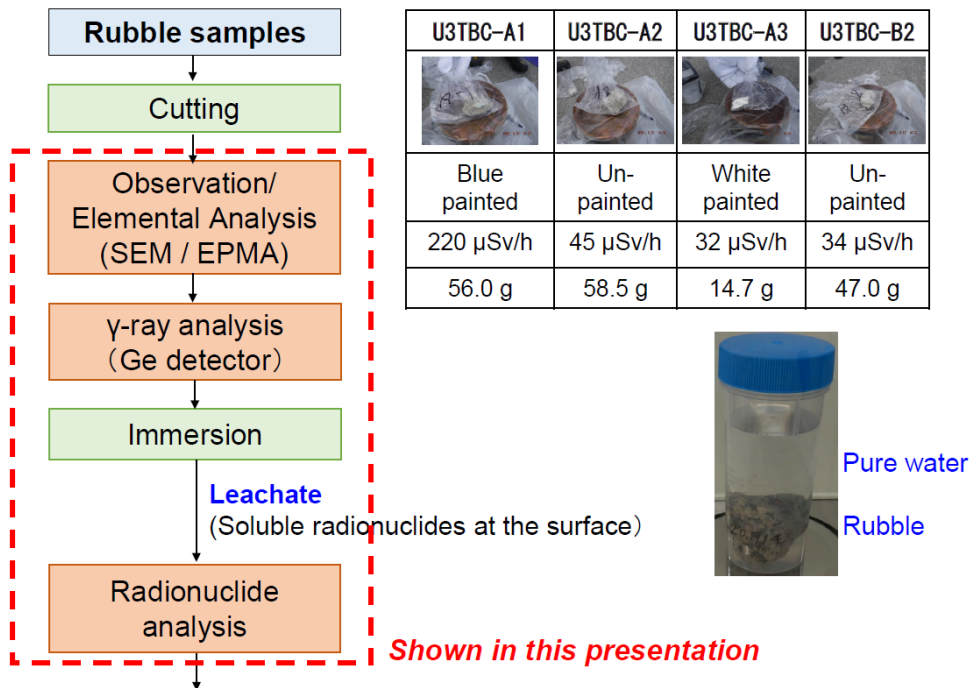 Rubble samples
Cutting
Observation/
Elemental Analysis
(SEM / EPMA)
γ-ray analysis
（Ge detector）
Immersion
Leachate
(Soluble radionuclides at the surface）
Radionuclide
analysis
Shown in this presentation
U3TBC-A1 U3TBC-A2 U3TBC-A3 U3TBC-B2
Blue
painted
Un-
painted
White
painted
Un-
painted
220 μSv/h 45 μSv/h 32 μSv/h 34 μSv/h
56.0 g 58.5 g 14.7 g 47.0 g
Pure water
Rubble